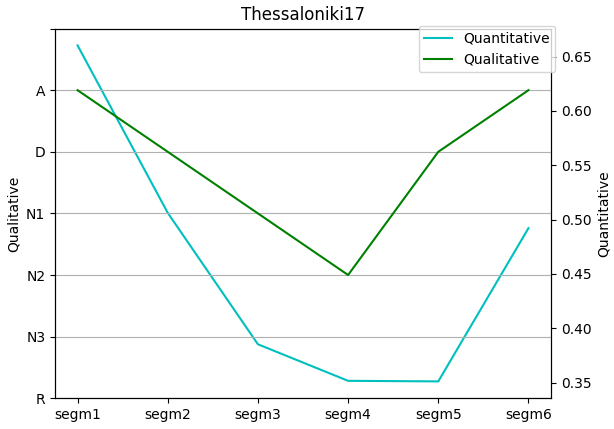 Thessaloniki17
Quantitative
Qualitative
A
D
N1
N2
N3
R
Qualitative
0.65
0.60
0.55
0.50
0.45
0.40
0.35
Quantitative
segm1 segm2 segm3 segm4 segm5 segm6